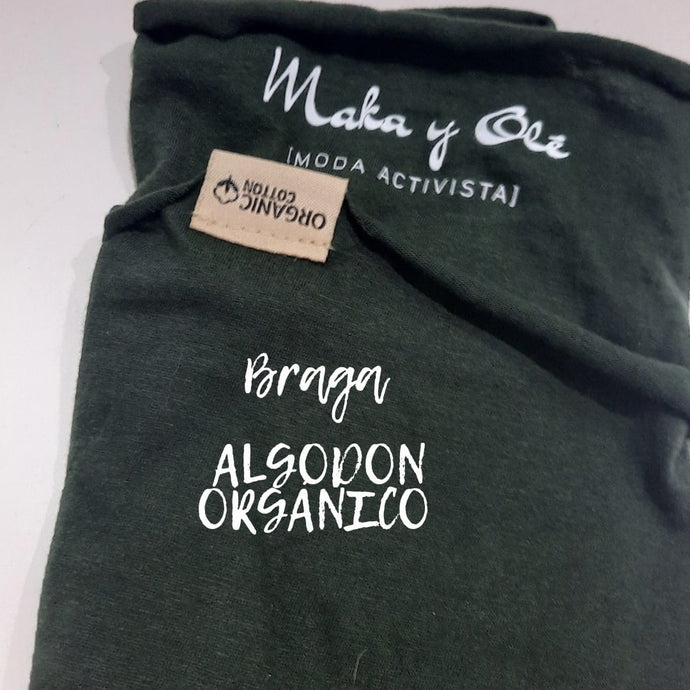 Maka y Olé
[MODA ACTIVISTA]
ORGANIC
COTTON
Braga
ALGODON
ORGANICO